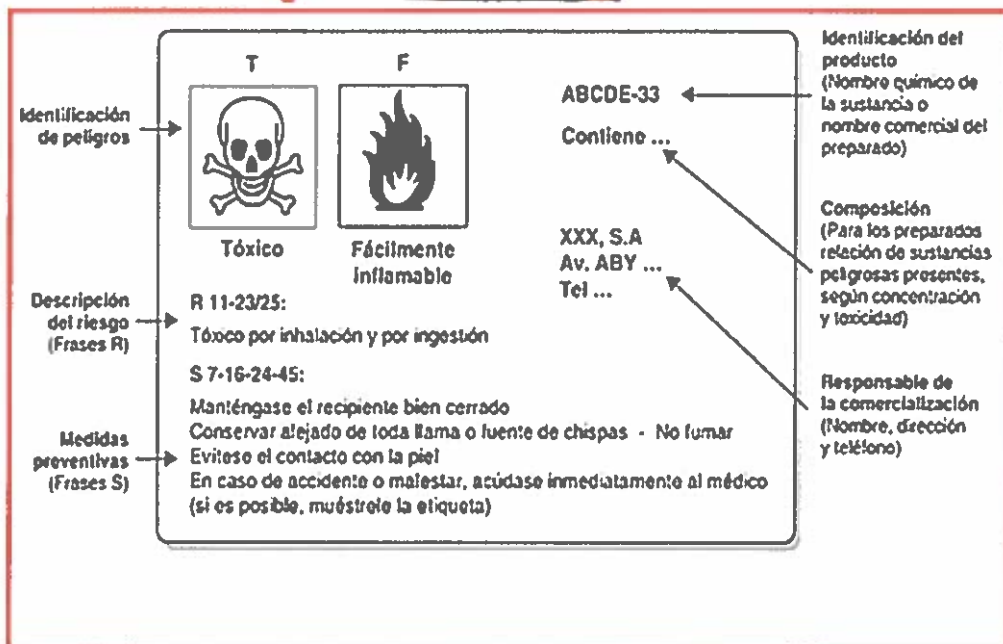 Identificación
de peligros
Descripción
del riesgo
(Frases R)
Medidas
preventivas
(Frases S)
T
F
Tóxico
Fácilmente
inflamable
R 11-23/25:
Tóxico por inhalación y por ingestión
S 7-16-24-45:
Manténgase el recipiente bien cerrado
Conservar alejado de toda llama o fuente de chispas - No fumar
Evítese el contacto con la piel
En caso de accidente o malestar, acúdase inmediatamente al médico
(si es posible, muéstrele la etiqueta)
ABCDE-33
Contiene ...
XXX, S.A
Av. ABY ...
Tel ...
Identificación del
producto
(Nombre químico de
la sustancia o
nombre comercial del
preparado)
Composición
(Para los preparados
relación de sustancias
peligrosas presentes,
según concentración
y toxicidad)
Responsable de
la comercialización
(Nombre, dirección
y teléfono)